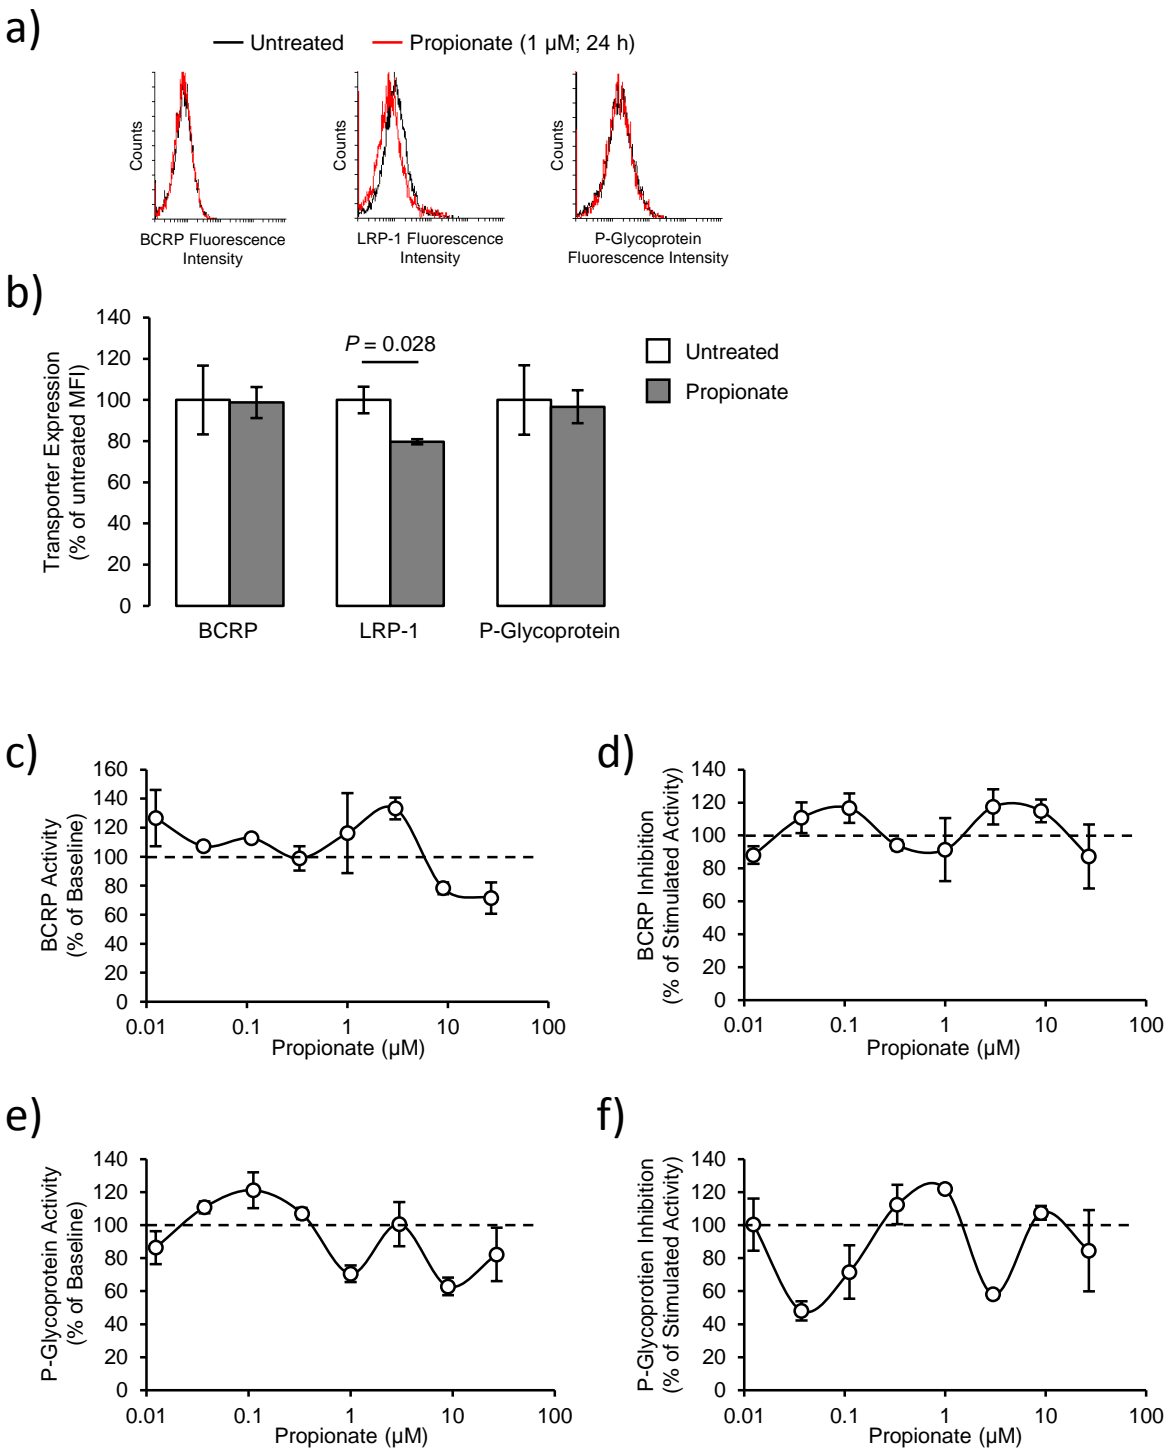 a)
Untreated
Propionate (1 µM; 24 h)
Counts
Counts
Counts
BCRP Fluorescence
Intensity
LRP-1 Fluorescence
Intensity
P-Glycoprotein
Fluorescence Intensity
b)
Transporter Expression
(% of untreated MFI)
140
120
100
80
60
40
20
0
P = 0.028
Untreated
Propionate
BCRP
LRP-1
P-Glycoprotein
c)
BCRP Activity
(% of Baseline)
160
140
120
100
80
60
40
20
0
0.01
0.1
1
10
100
Propionate (µM)
d)
BCRP Inhibition
(% of Stimulated Activity)
140
120
100
80
60
40
20
0
0.01
0.1
1
10
100
Propionate (µM)
e)
P-Glycoprotein Activity
(% of Baseline)
140
120
100
80
60
40
20
0
0.01
0.1
1
10
100
Propionate (µM)
f)
P-Glycoprotien Inhibition
(% of Stimulated Activity)
140
120
100
80
60
40
20
0
0.01
0.1
1
10
100
Propionate (µM)